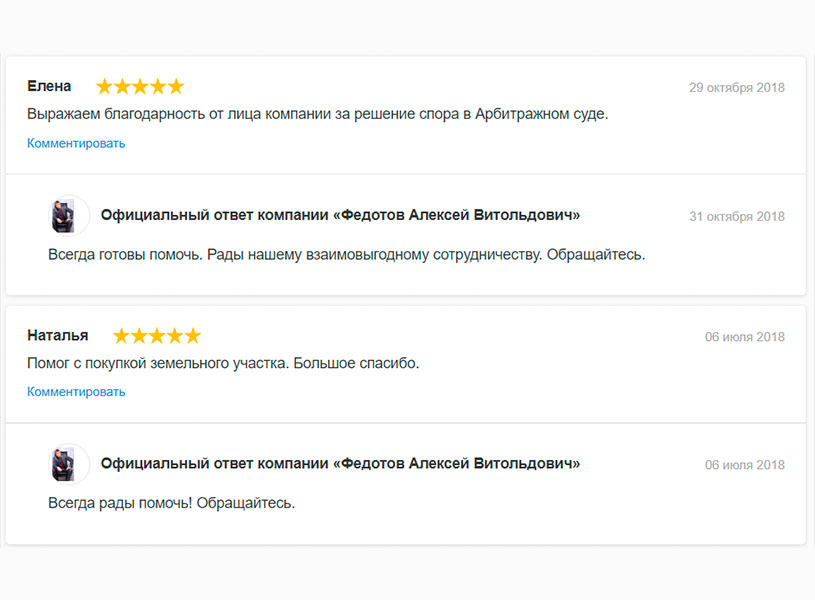 Елена
29 октября 2018
Выражаем благодарность от лица компании за решение спора в Арбитражном суде.
Комментировать
Официальный ответ компании «Федотов Алексей Витольдович»
31 октября 2018
Всегда готовы помочь. Рады нашему взаимовыгодному сотрудничеству. Обращайтесь.
Наталья
06 июля 2018
Помог с покупкой земельного участка. Большое спасибо.
Комментировать
Официальный ответ компании «Федотов Алексей Витольдович»
06 июля 2018
Всегда рады помочь! Обращайтесь.